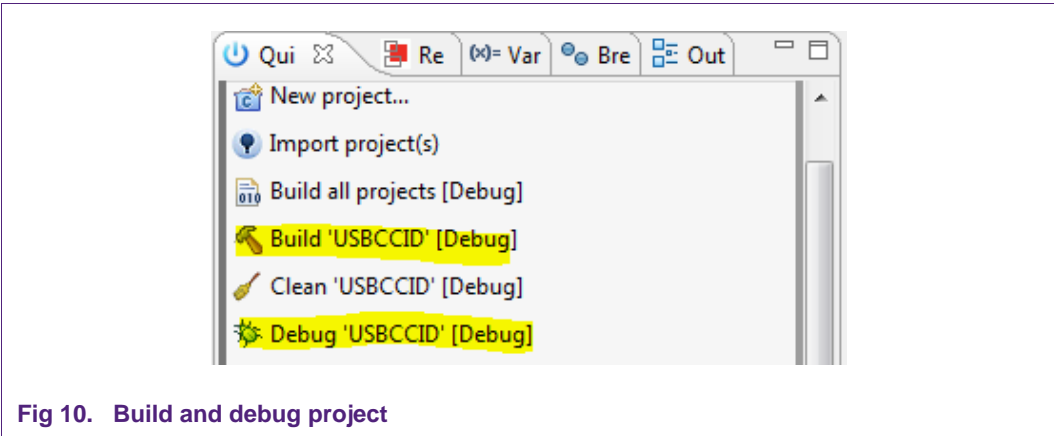 Qui Re (x)= Var Bre Out
New project...
Import project(s)
010 Build all projects [Debug]
Build 'USBCCID' [Debug]
Clean 'USBCCID' [Debug]
Debug 'USBCCID' [Debug]
Fig 10. Build and debug project